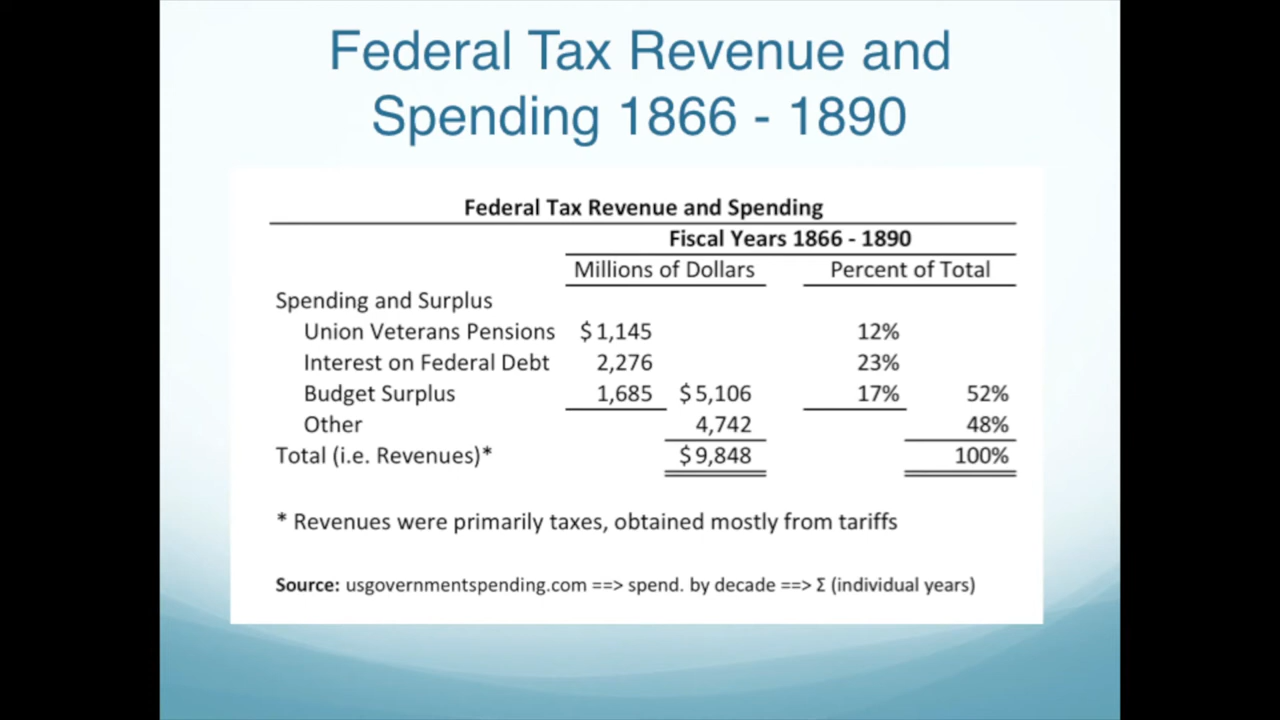 Federal Tax Revenue and
Spending 1866 - 1890
Federal Tax Revenue and Spending
Fiscal Years 1866 - 1890
Millions of Dollars Percent of Total
Spending and Surplus
Union Veterans Pensions $ 1,145 12%
Interest on Federal Debt 2,276 23%
Budget Surplus 1,685 $ 5,106 17% 52%
Other 4,742 48%
Total (i.e. Revenues)* $ 9,848 100%
* Revenues were primarily taxes, obtained mostly from tariffs
Source: usgovernmentspending.com ==> spend. by decade ==> Σ (individual years)